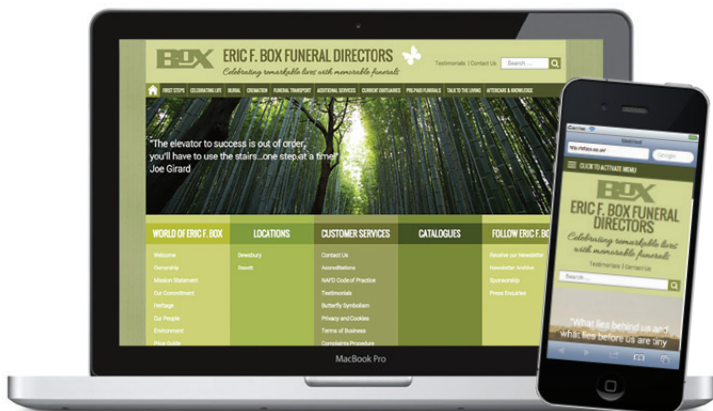 BOX
ERIC F. BOX FUNERAL DIRECTORS
Celebrating remarkable lives with memorable funerals
Testimonials | Contact Us
Search ...
FIRST STEPS CELEBRATING LIFE BURIAL CREMATION FUNERAL TRANSPORT ADDITIONAL SERVICES CURRENT OBITUARIES PRE-PAID FUNERALS TALK TO THE LIVING AFTERCARE & KNOWLEDGE
"The elevator to success is out of order,
you'll have to use the stairs...one step at a time"
Joe Girard
WORLD OF ERIC F. BOX
Welcome
Ownership
Mission Statement
Our Commitment
Heritage
Our People
Environment
Price Guide
LOCATIONS
Dewsbury
Ossett
CUSTOMER SERVICES
Contact Us
Accreditations
NAFD Code of Practice
Testimonials
Butterfly Symbolism
Privacy and Cookies
Terms of Business
Complaints Procedure
CATALOGUES
FOLLOW ERIC F. BO
Receive our Newsletter
Newsletter Archive
Sponsorship
Press Enquiries
MacBook Pro
Carrier
Untitled
Google
CLICK TO ACTIVATE MENU
BOX
ERIC F. BOX FUNERAL
DIRECTORS
Celebrating remarkable lives
with memorable funerals
Testimonials | Contact Us
Search ...
"What lies behind us and
what lies before us are tiny